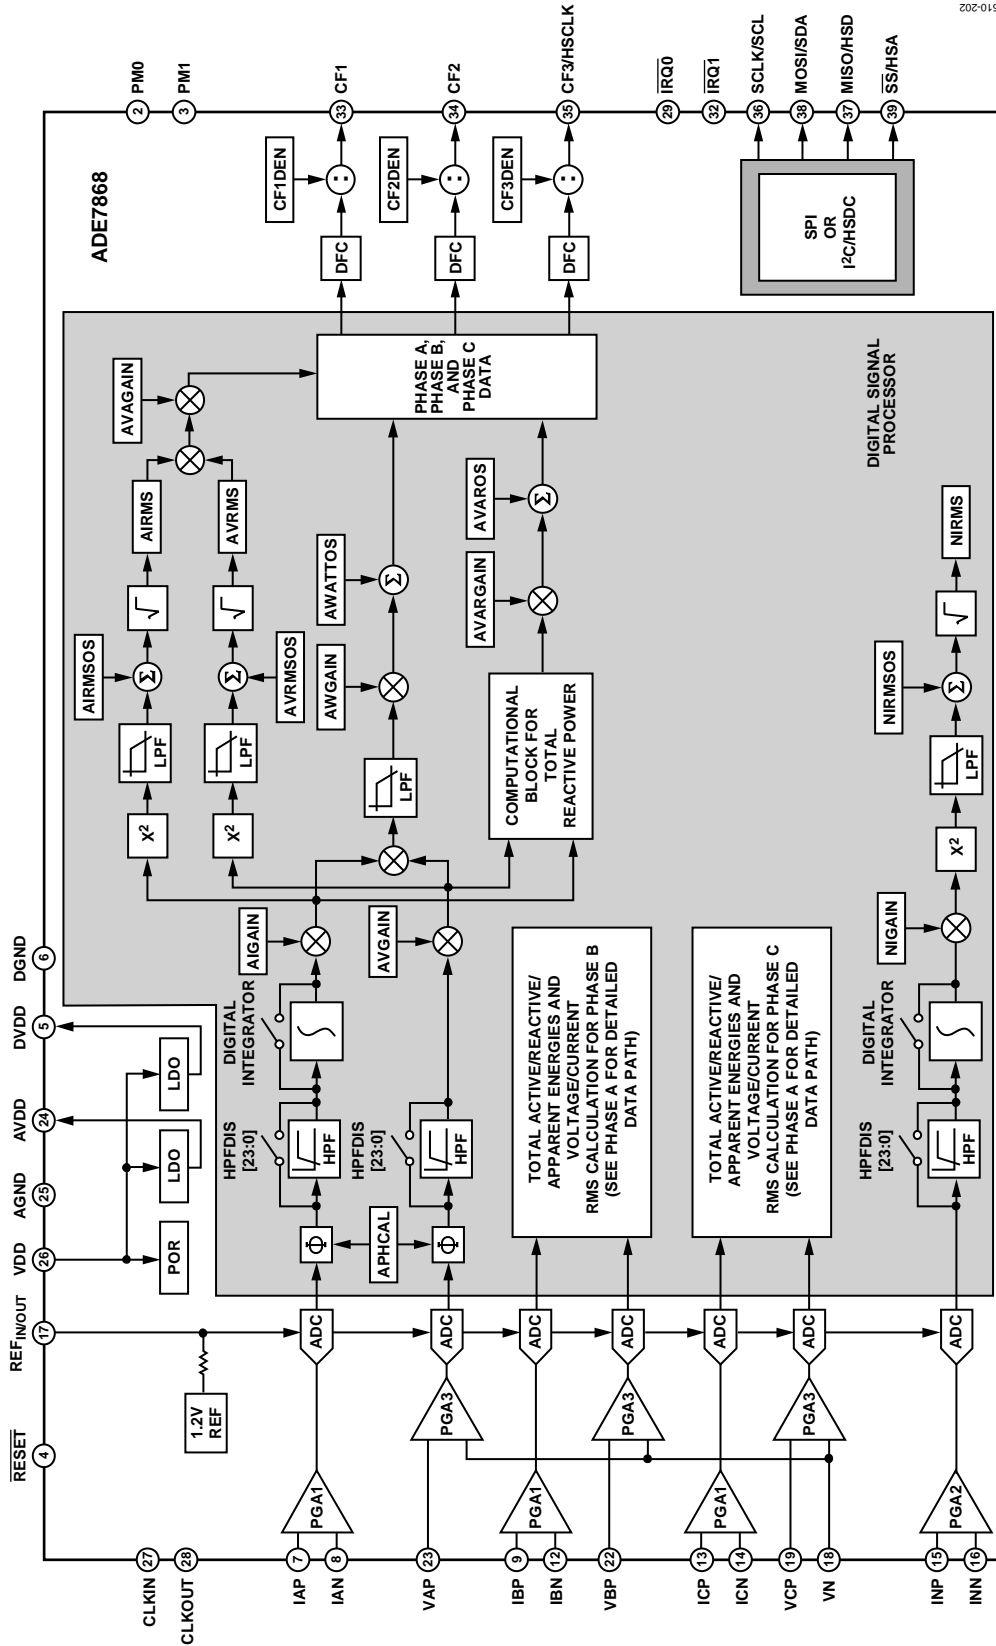 RESET
4
REFIN/OUT
17
VDD
26
AGND
25
AVDD
24
DVDD
5
DGND
6
CLKIN
27
CLKOUT
28
1.2V
REF
POR
LDO
LDO
ADE7868
PM0
2
PM1
3
IAP
7
IAN
8
PGA1
ADC
Φ
HPFDIS
[23:0]
HPF
DIGITAL
INTEGRATOR
AIGAIN
X²
LPF
AIRMSOS
Σ
√
AIRMS
AVAGAIN
X²
LPF
AVRMSOS
Σ
√
AVRMS
APHCAL
VAP
23
PGA3
ADC
Φ
HPFDIS
[23:0]
HPF
AVGAIN
LPF
AWGAIN
AWATTOS
Σ
COMPUTATIONAL
BLOCK FOR
TOTAL
REACTIVE POWER
AVARGAIN
AVAROS
Σ
PHASE A,
PHASE B,
AND
PHASE C
DATA
DFC
CF1DEN
:
33
CF1
DFC
CF2DEN
:
34
CF2
DFC
CF3DEN
:
35
CF3/HSCLK
IBP
9
IBN
12
PGA1
ADC
VBP
22
PGA3
ADC
TOTAL ACTIVE/REACTIVE/
APPARENT ENERGIES AND
VOLTAGE/CURRENT
RMS CALCULATION FOR PHASE B
(SEE PHASE A FOR DETAILED
DATA PATH)
29
IRQ0
32
IRQ1
ICP
13
ICN
14
PGA1
ADC
VCP
19
VN
18
PGA3
ADC
TOTAL ACTIVE/REACTIVE/
APPARENT ENERGIES AND
VOLTAGE/CURRENT
RMS CALCULATION FOR PHASE C
(SEE PHASE A FOR DETAILED
DATA PATH)
SPI
OR
I²C/HSDC
36
SCLK/SCL
38
MOSI/SDA
37
MISO/HSD
39
SS/HSA
DIGITAL SIGNAL
PROCESSOR
INP
15
INN
16
PGA2
ADC
HPFDIS
[23:0]
HPF
DIGITAL
INTEGRATOR
NIGAIN
X²
LPF
NIRMSOS
Σ
√
NIRMS